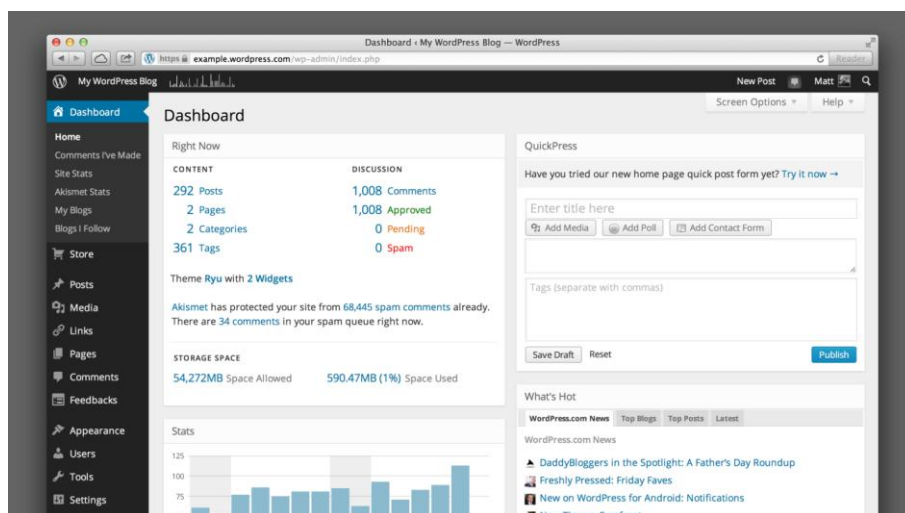 Dashboard ‹ My WordPress Blog — WordPress
https example.wordpress.com/wp-admin/index.php
Reader
My WordPress Blog
New Post
Matt
Screen Options
Help
Dashboard
Home
Comments I've Made
Site Stats
Akismet Stats
My Blogs
Blogs I Follow
Store
Posts
Media
Links
Pages
Comments
Feedbacks
Appearance
Users
Tools
Settings
Dashboard
Right Now
CONTENT
292 Posts
2 Pages
2 Categories
361 Tags
DISCUSSION
1,008 Comments
1,008 Approved
0 Pending
0 Spam
Theme Ryu with 2 Widgets
Akismet has protected your site from 68,445 spam comments already.
There are 34 comments in your spam queue right now.
STORAGE SPACE
54,272MB Space Allowed
590.47MB (1%) Space Used
Stats
125
100
75
QuickPress
Have you tried our new home page quick post form yet? Try it now →
Enter title here
Add Media
Add Poll
Add Contact Form
Tags (separate with commas)
Save Draft
Reset
Publish
What's Hot
WordPress.com News
Top Blogs
Top Posts
Latest
WordPress.com News
DaddyBloggers in the Spotlight: A Father's Day Roundup
Freshly Pressed: Friday Faves
New on WordPress for Android: Notifications